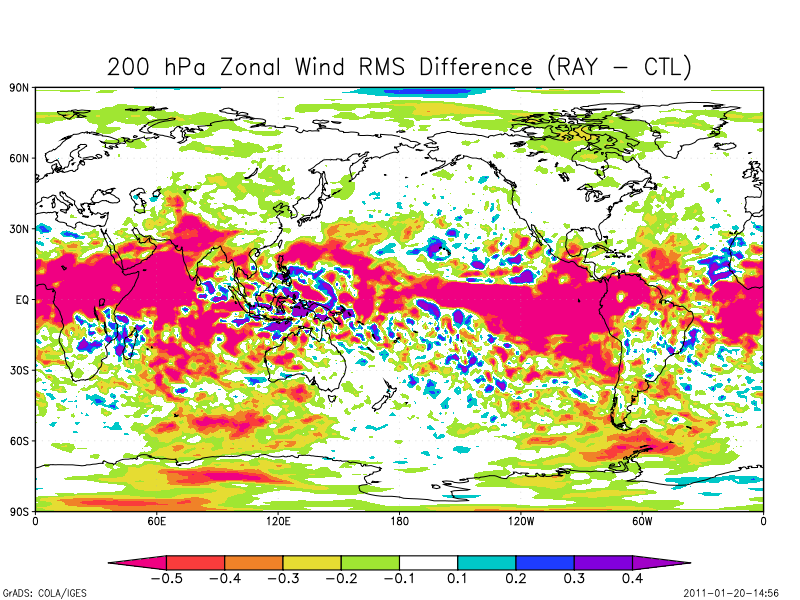 200 hPa Zonal Wind RMS Difference (RAY - CTL)
90N
60N
30N
EQ
30S
60S
90S
0 60E 120E 180 120W 60W 0
-0.5 -0.4 -0.3 -0.2 -0.1 0.1 0.2 0.3 0.4
GrADS: COLA/IGES 2011-01-20-14:56